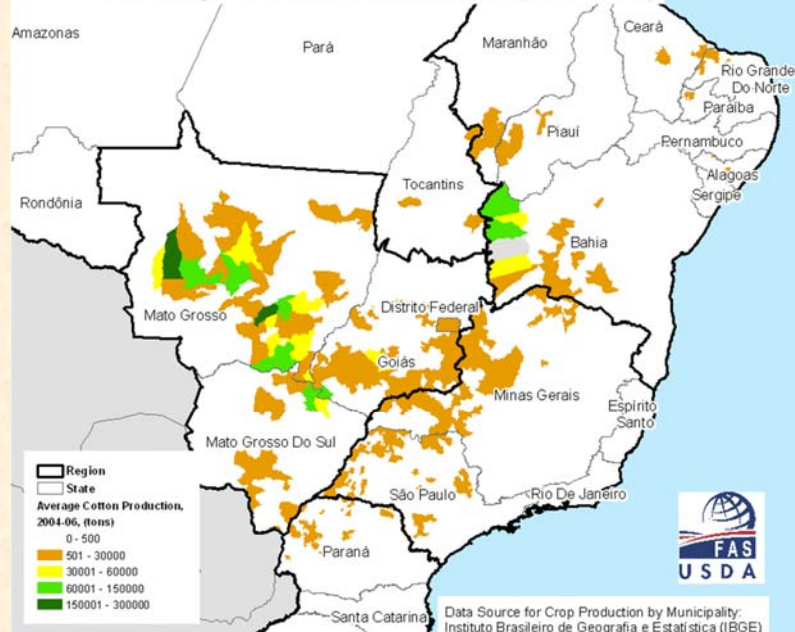 Amazonas
Pará
Maranhão
Ceará
Rio Grande
Do Norte
Paraíba
Piauí
Pernambuco
Alagoas
Sergipe
Tocantins
Rondônia
Bahia
Mato Grosso
Distrito Federal
Goiás
Minas Gerais
Espírito
Santo
Mato Grosso Do Sul
São Paulo
Rio De Janeiro
Paraná
Santa Catarina
Region
State
Average Cotton Production,
2004-06, (tons)
0 - 500
501 - 30000
30001 - 60000
60001 - 150000
150001 - 300000
FAS
USDA
Data Source for Crop Production by Municipality:
Instituto Brasileiro de Geografia e Estatística (IBGE)